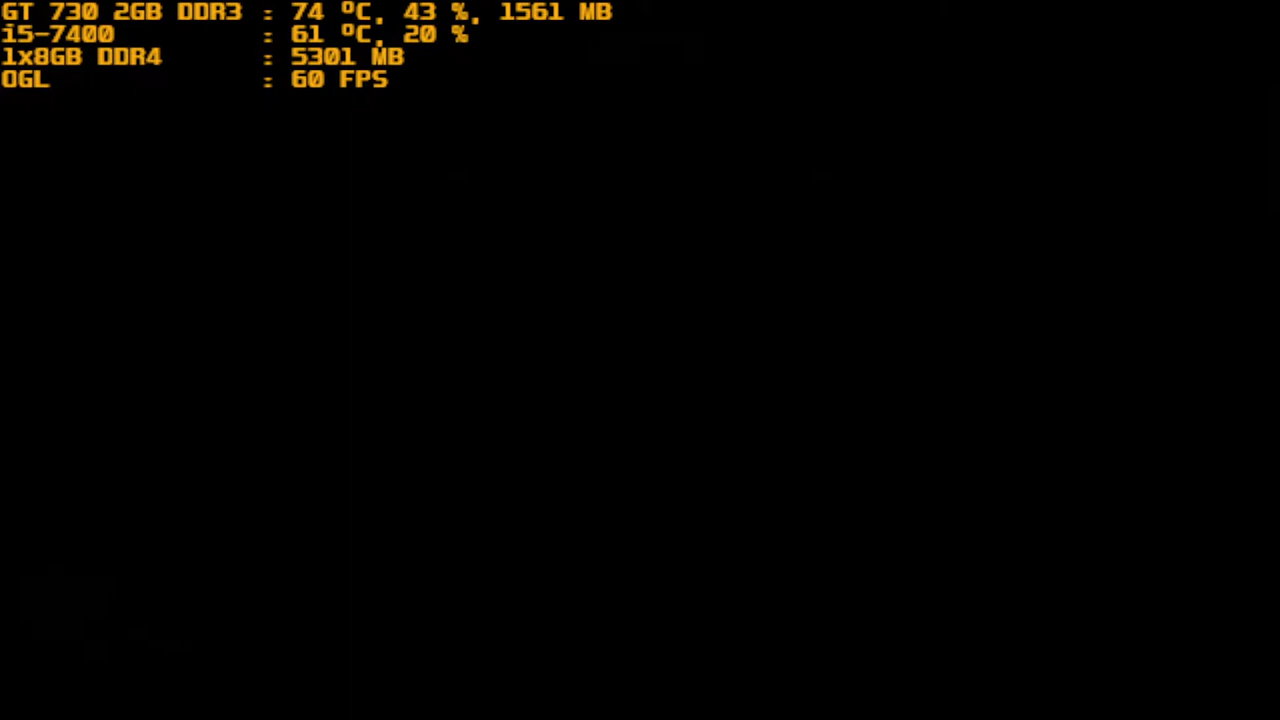 GT 730 2GB DDR3 : 74 ºC, 43 %, 1561 MB
i5-7400 : 61 ºC, 20 %
1x8GB DDR4 : 5301 MB
OGL : 60 FPS